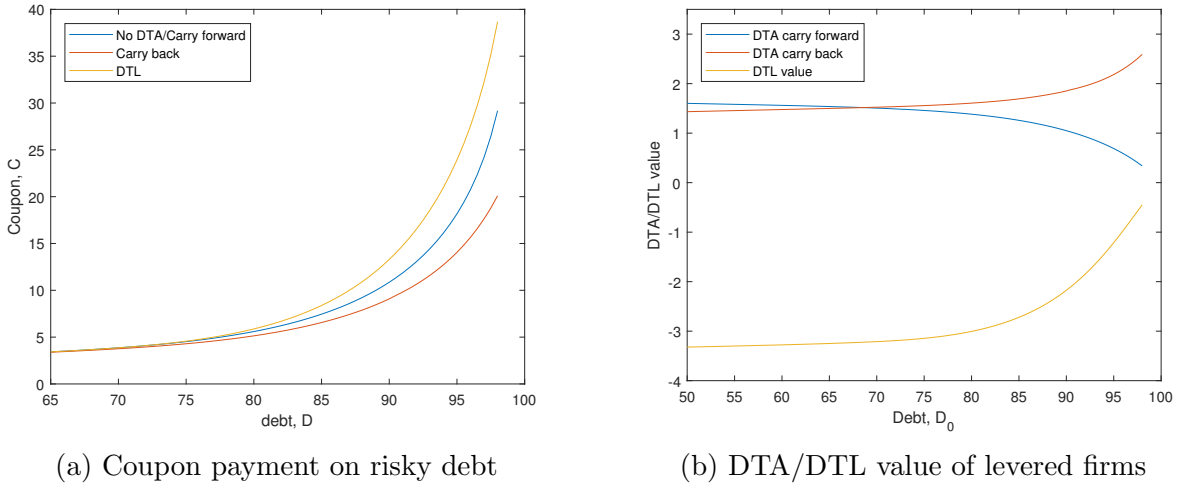 40
35
30
25
20
15
10
5
0
Coupon, C
No DTA/Carry forward
Carry back
DTL
65 70 75 80 85 90 95 100
debt, D
(a) Coupon payment on risky debt
3
2
1
0
-1
-2
-3
-4
DTA/DTL value
DTA carry forward
DTA carry back
DTL value
50 55 60 65 70 75 80 85 90 95 100
Debt, D0
(b) DTA/DTL value of levered firms